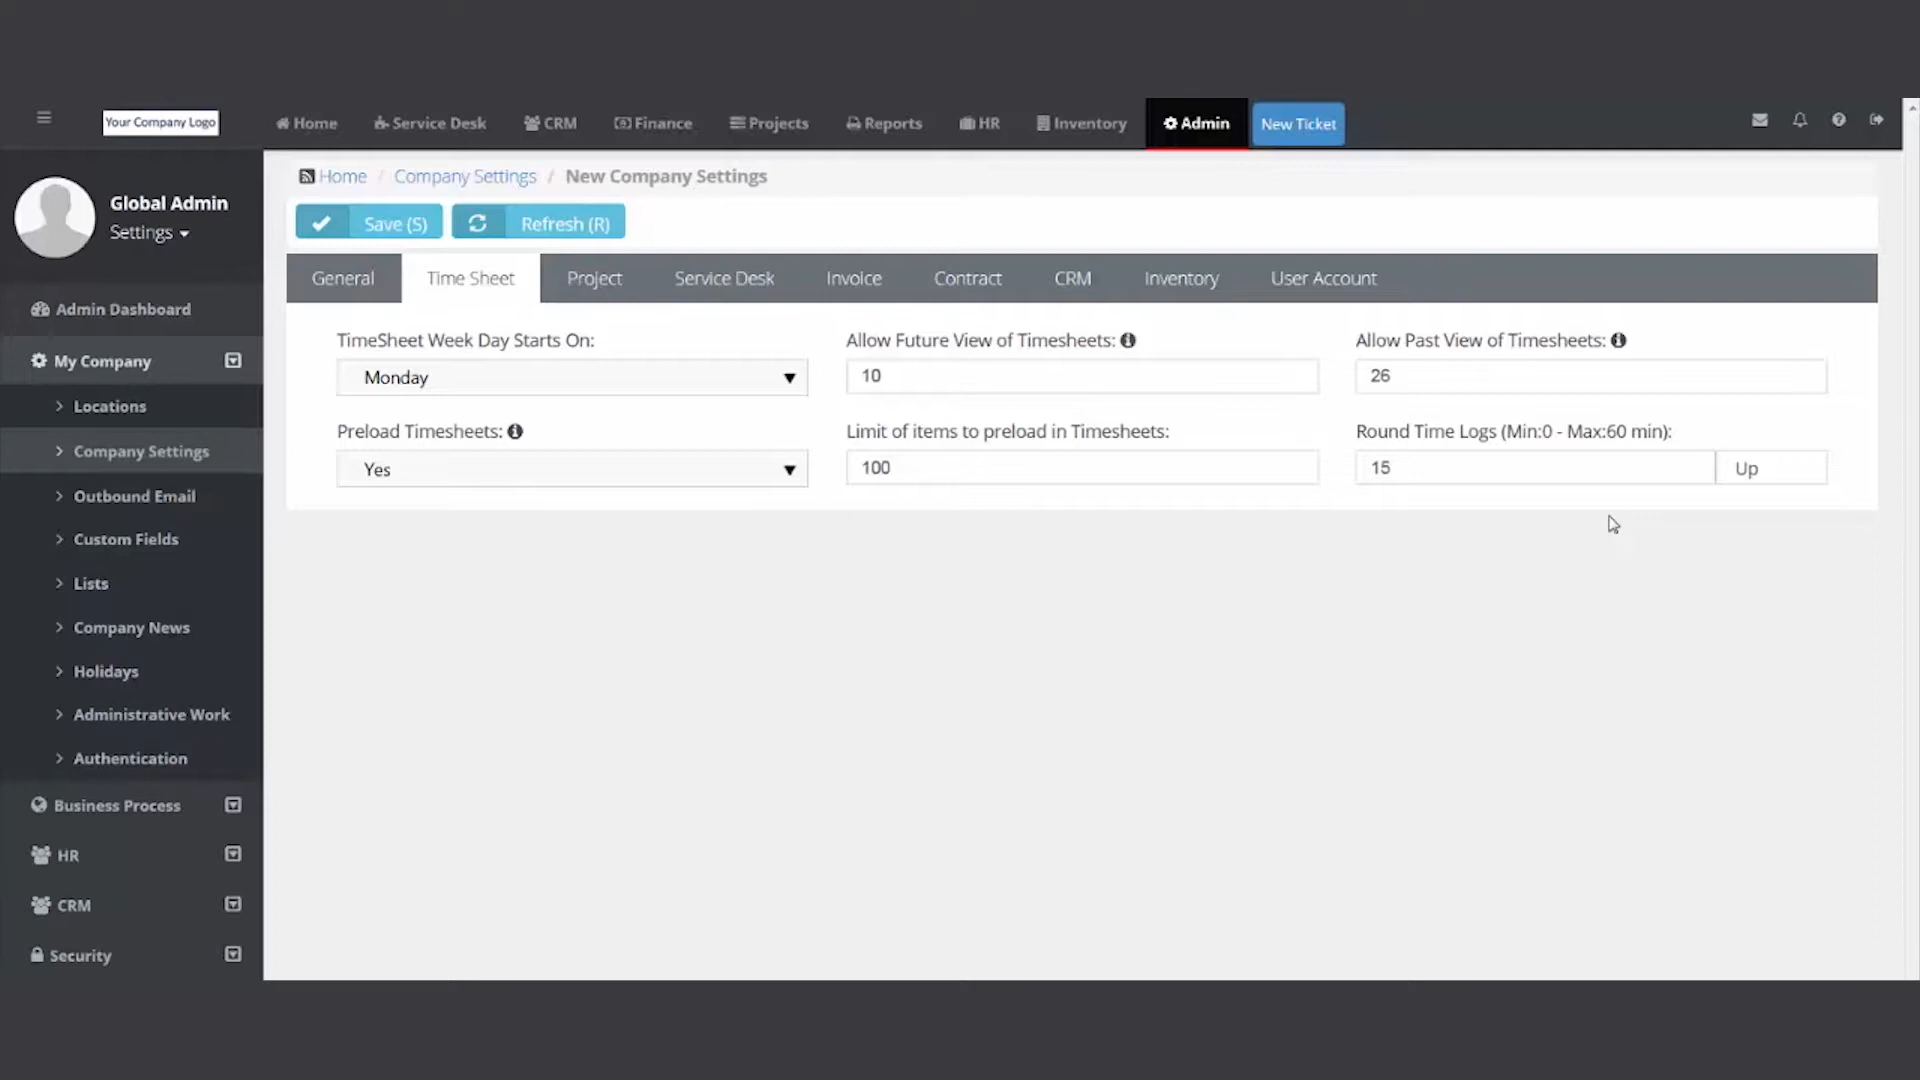 Your Company Logo
Home
Service Desk
CRM
Finance
Projects
Reports
HR
Inventory
Admin
New Ticket
Global Admin
Settings
Home / Company Settings / New Company Settings
Save (S)
Refresh (R)
General
Time Sheet
Project
Service Desk
Invoice
Contract
CRM
Inventory
User Account
TimeSheet Week Day Starts On:
Monday
Allow Future View of Timesheets:
10
Allow Past View of Timesheets:
26
Preload Timesheets:
Yes
Limit of items to preload in Timesheets:
100
Round Time Logs (Min:0 - Max:60 min):
15
Up
Admin Dashboard
My Company
Locations
Company Settings
Outbound Email
Custom Fields
Lists
Company News
Holidays
Administrative Work
Authentication
Business Process
HR
CRM
Security